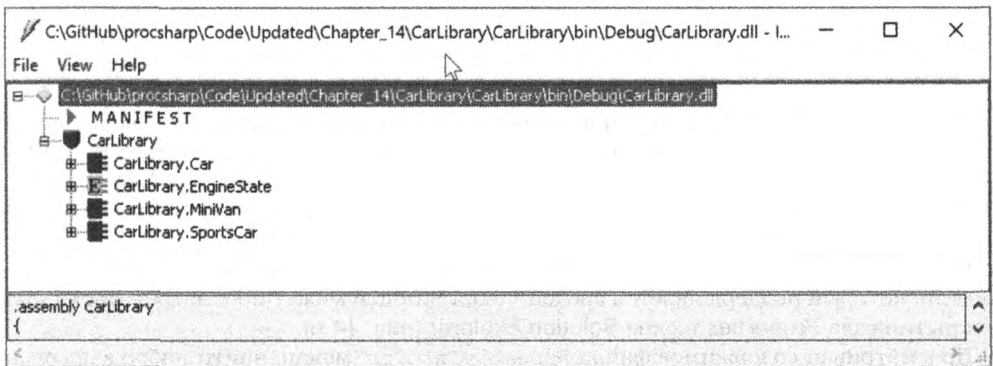 C:\GitHub\procsharp\Code\Updated\Chapter_14\CarLibrary\CarLibrary\bin\Debug\CarLibrary.dll - I...
File View Help
C:\GitHub\procsharp\Code\Updated\Chapter_14\CarLibrary\CarLibrary\bin\Debug\CarLibrary.dll
MANIFEST
CarLibrary
CarLibrary.Car
E CarLibrary.EngineState
CarLibrary.MiniVan
CarLibrary.SportsCar
.assembly CarLibrary
{